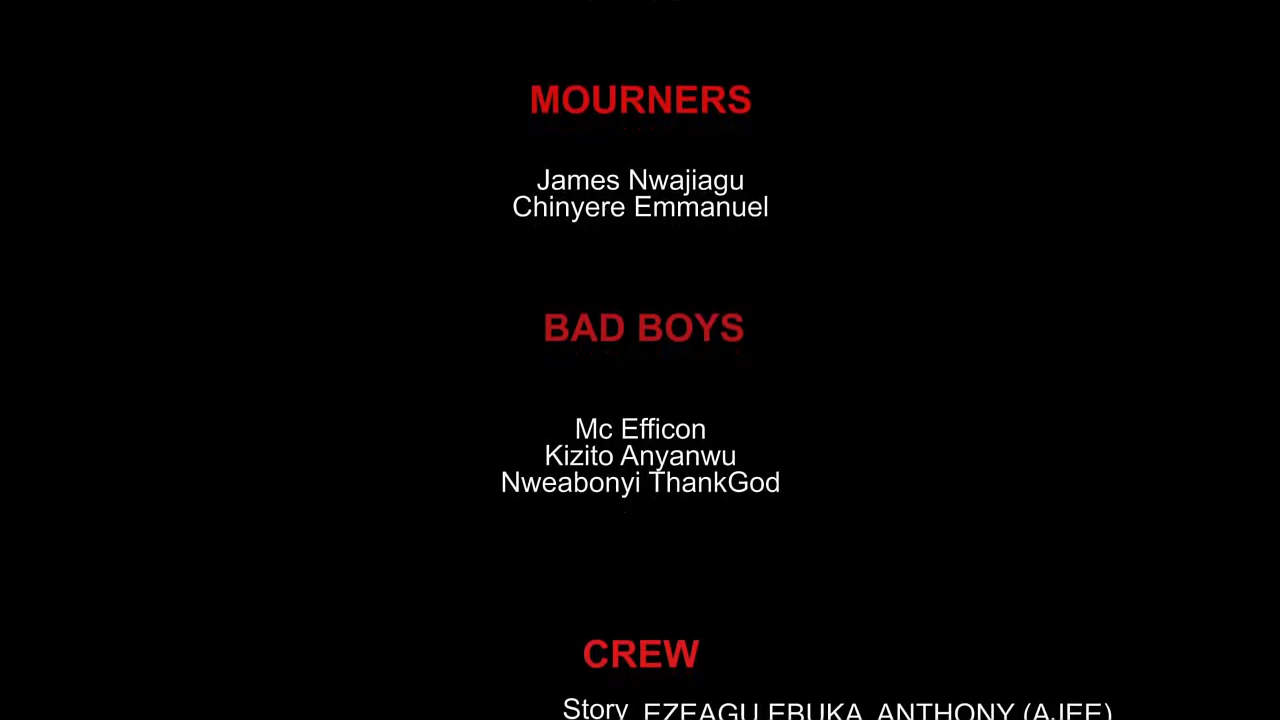 MOURNERS
James Nwajiagu
Chinyere Emmanuel
BAD BOYS
Mc Efficon
Kizito Anyanwu
Nweabonyi ThankGod
CREW
Story EZEAGU EBUKA ANTHONY (AJEE)